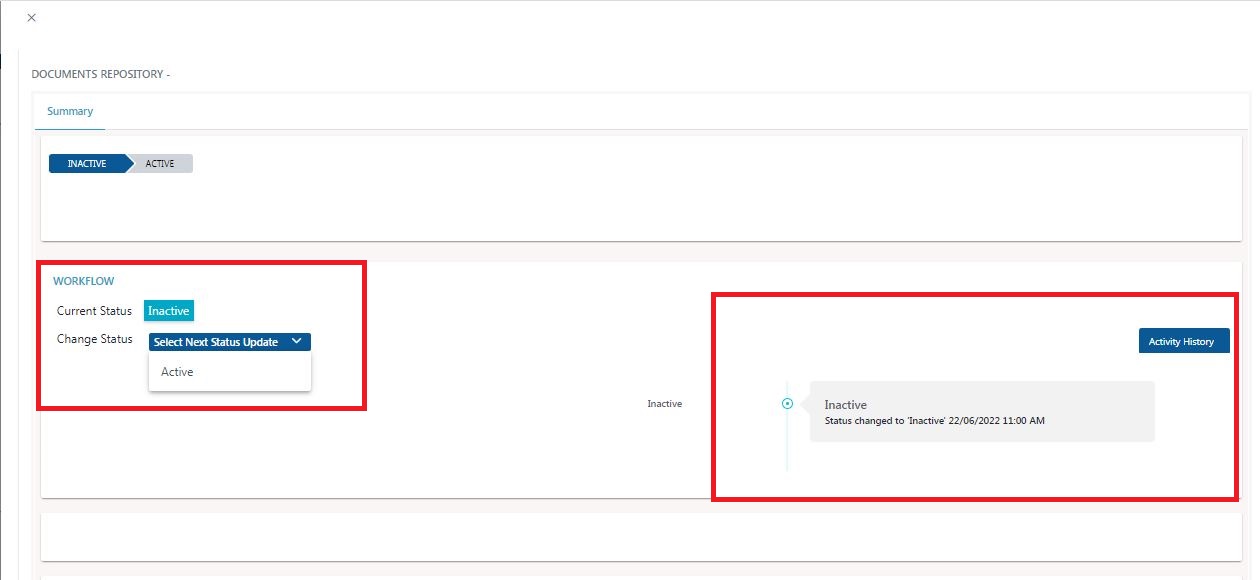 DOCUMENTS REPOSITORY -
Summary
INACTIVE ACTIVE
WORKFLOW
Current Status Inactive
Change Status Select Next Status Update
Active
Activity History
Inactive
Inactive
Status changed to 'Inactive' 22/06/2022 11:00 AM